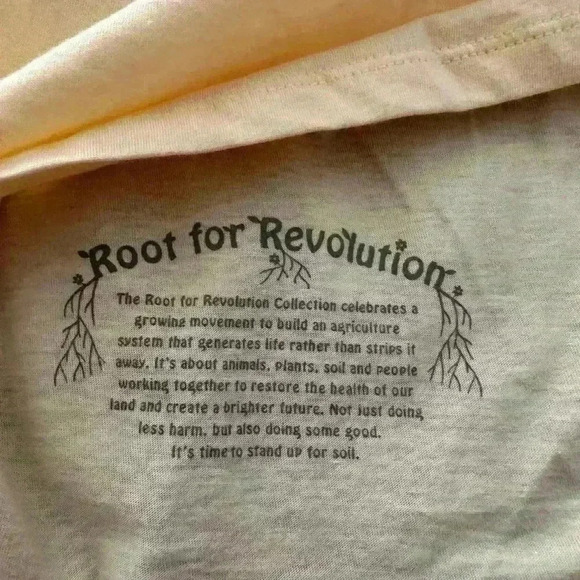 Root for Revolution
The Root for Revolution Collection celebrates a
growing movement to build an agriculture
system that generates life rather than strips it
away. It's about animals, plants, soil and people
working together to restore the health of our
land and create a brighter future. Not just doing
less harm, but also doing some good.
It's time to stand up for soil.